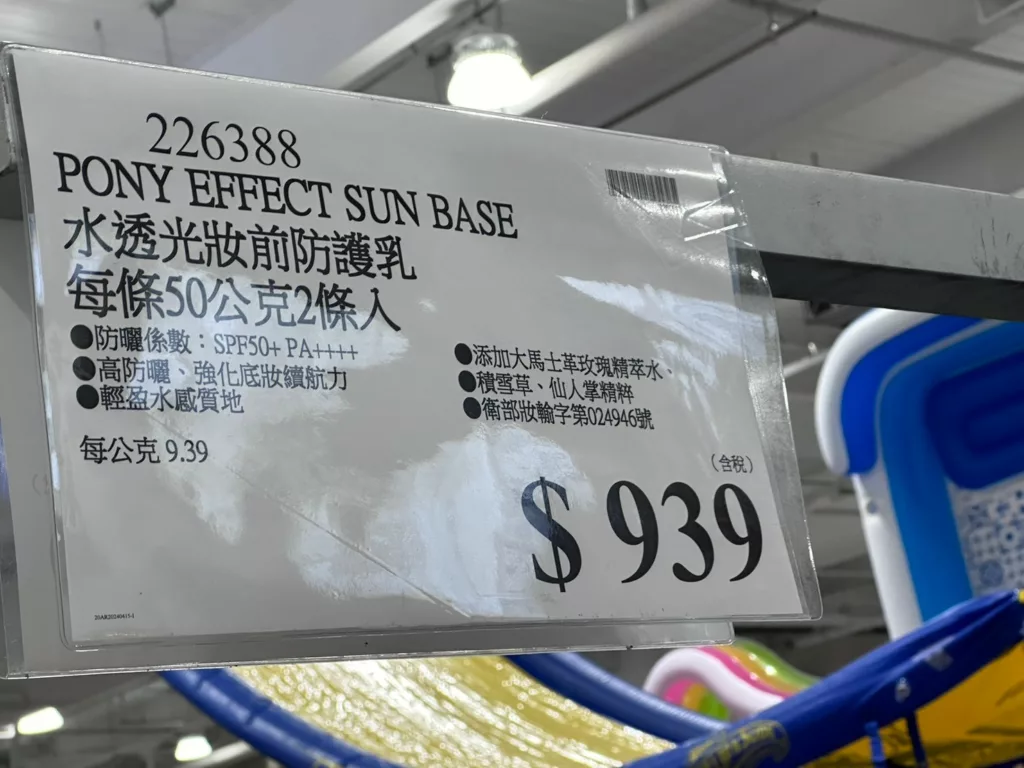 226388
PONY EFFECT SUN BASE
水透光妝前防護乳
每條50公克2條入
●防曬係數：SPF50+ PA++++
●高防曬、強化底妝續航力
●輕盈水感質地
●添加大馬士革玫瑰精萃水、
●積雪草、仙人掌精粹
●衛部妝輸字第024946號
每公克 9.39
(含稅)
$ 939
20AR20240415-1